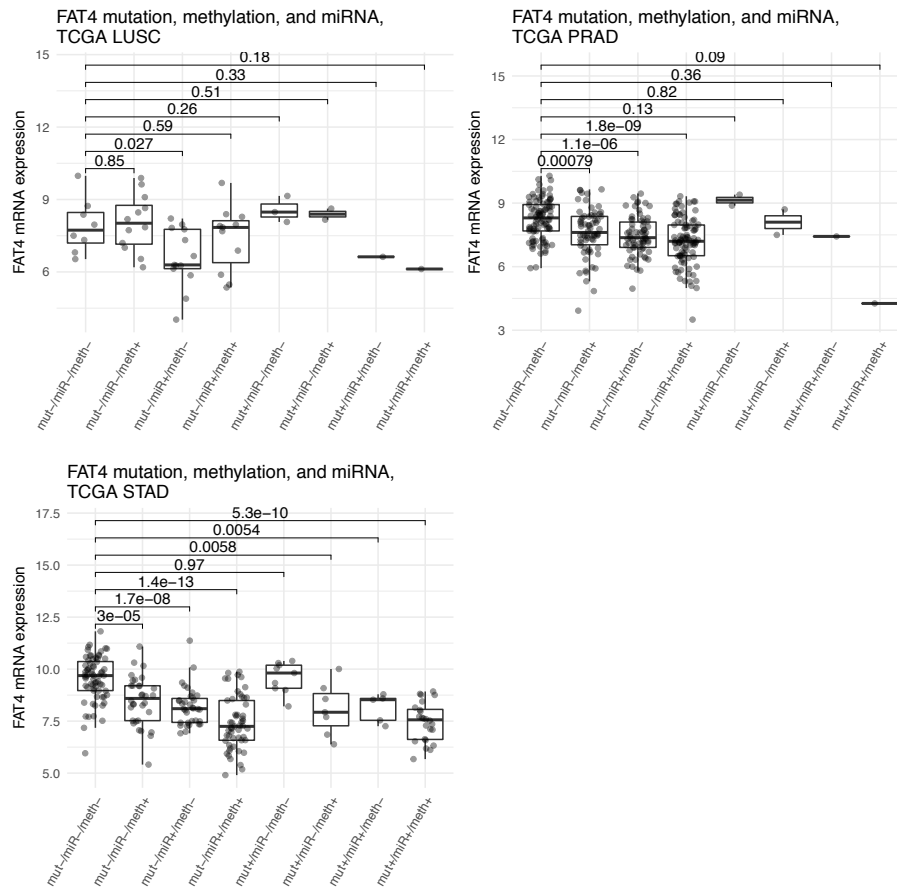 FAT4 mutation, methylation, and miRNA,
TCGA LUSC
15
12
9
6
FAT4 mRNA expression
0.18
0.33
0.51
0.26
0.59
0.027
0.85
mut−/miR−/meth−
mut−/miR−/meth+
mut−/miR+/meth−
mut−/miR+/meth+
mut+/miR−/meth−
mut+/miR−/meth+
mut+/miR+/meth−
mut+/miR+/meth+
FAT4 mutation, methylation, and miRNA,
TCGA PRAD
15
12
9
6
3
FAT4 mRNA expression
0.09
0.36
0.82
0.13
1.8e−09
1.1e−06
0.00079
mut−/miR−/meth−
mut−/miR−/meth+
mut−/miR+/meth−
mut−/miR+/meth+
mut+/miR−/meth−
mut+/miR−/meth+
mut+/miR+/meth−
mut+/miR+/meth+
FAT4 mutation, methylation, and miRNA,
TCGA STAD
17.5
15.0
12.5
10.0
7.5
5.0
FAT4 mRNA expression
5.3e−10
0.0054
0.0058
0.97
1.4e−13
1.7e−08
3e−05
mut−/miR−/meth−
mut−/miR−/meth+
mut−/miR+/meth−
mut−/miR+/meth+
mut+/miR−/meth−
mut+/miR−/meth+
mut+/miR+/meth−
mut+/miR+/meth+